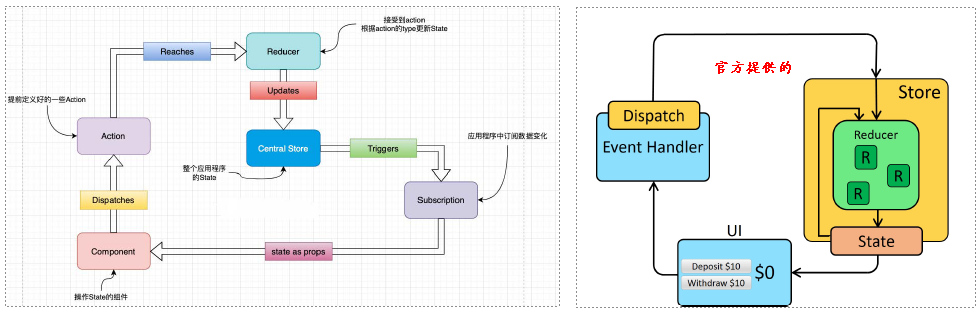 接受到action
根据action的type更新State
Reaches
Reducer
Updates
提前定义好的一些Action
Action
Central Store
Triggers
应用程序中订阅数据变化
整个应用程序
的Stata
Dispatches
Subscription
Component
state as props
操作State的组件
官方提供的
Dispatch
Event Handler
Store
Reducer
R
R
R
State
UI
Deposit $10
Withdraw $10
$0